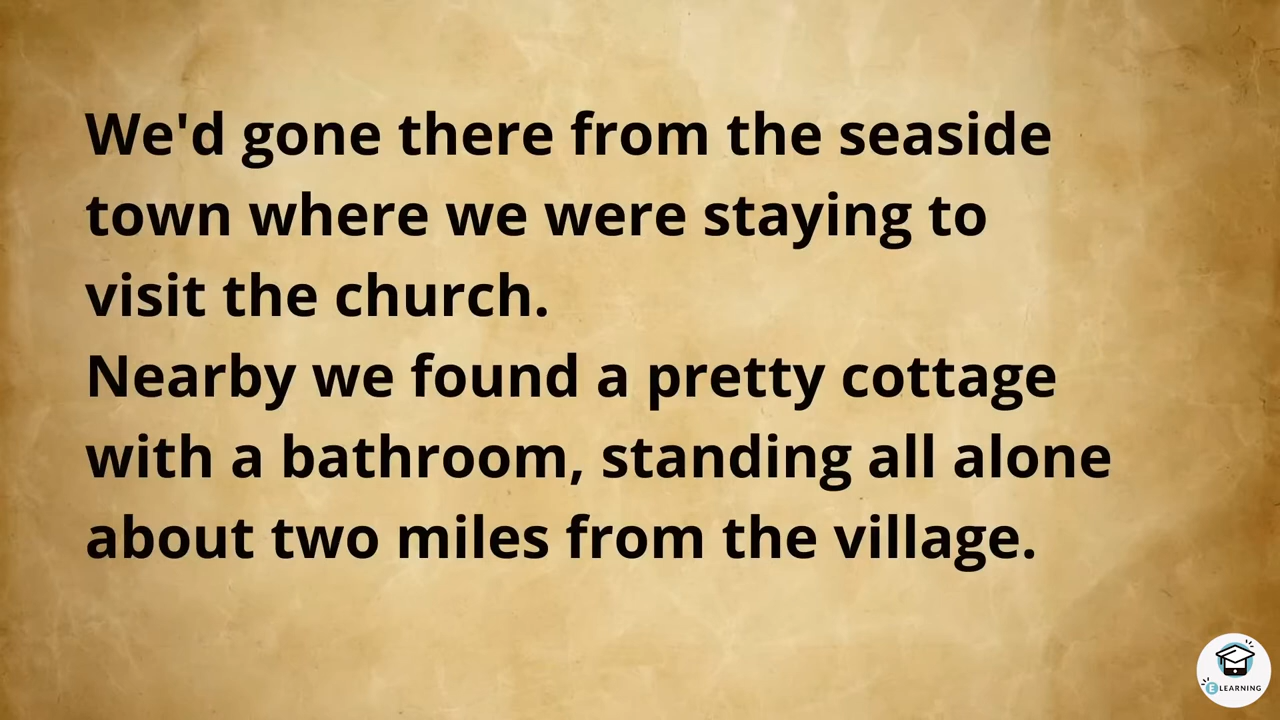 We'd gone there from the seaside
town where we were staying to
visit the church.
Nearby we found a pretty cottage
with a bathroom, standing all alone
about two miles from the village.
E LEARNING